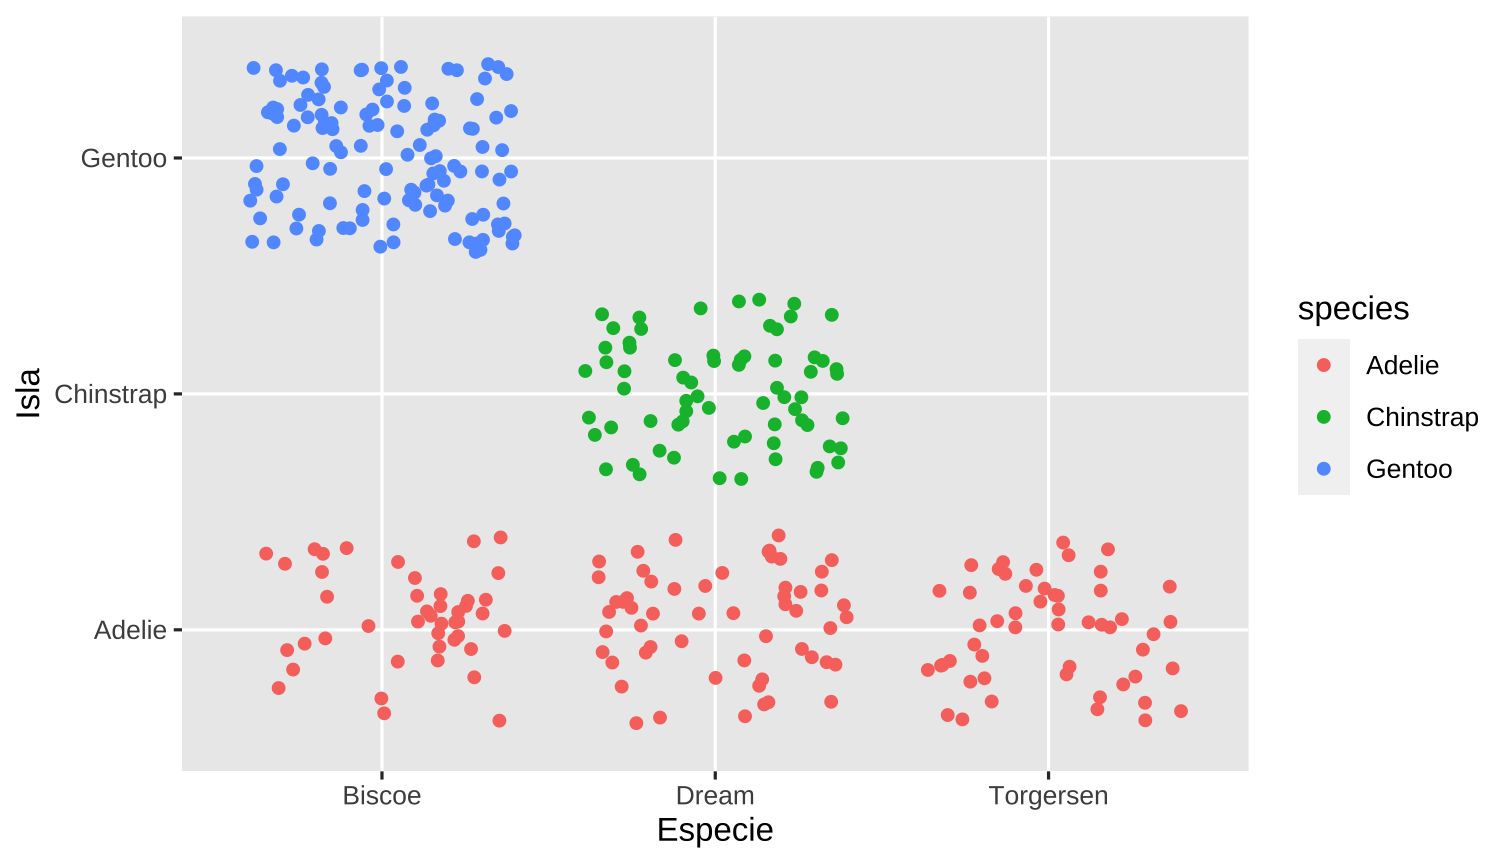 Gentoo
Chinstrap
Adelie
Isla
Biscoe
Dream
Torgersen
Especie
species
Adelie
Chinstrap
Gentoo